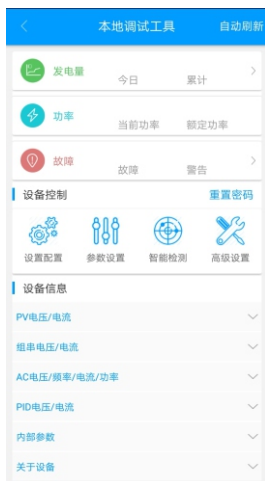 本地调试工具 自动刷新
发电量 今日 累计
功率 当前功率 额定功率
故障 故障 警告
设备控制 重置密码
设置配置 参数设置 智能检测 高级设置
设备信息
PV电压/电流
组串电压/电流
AC电压/频率/电流/功率
PID电压/电流
内部参数
关于设备